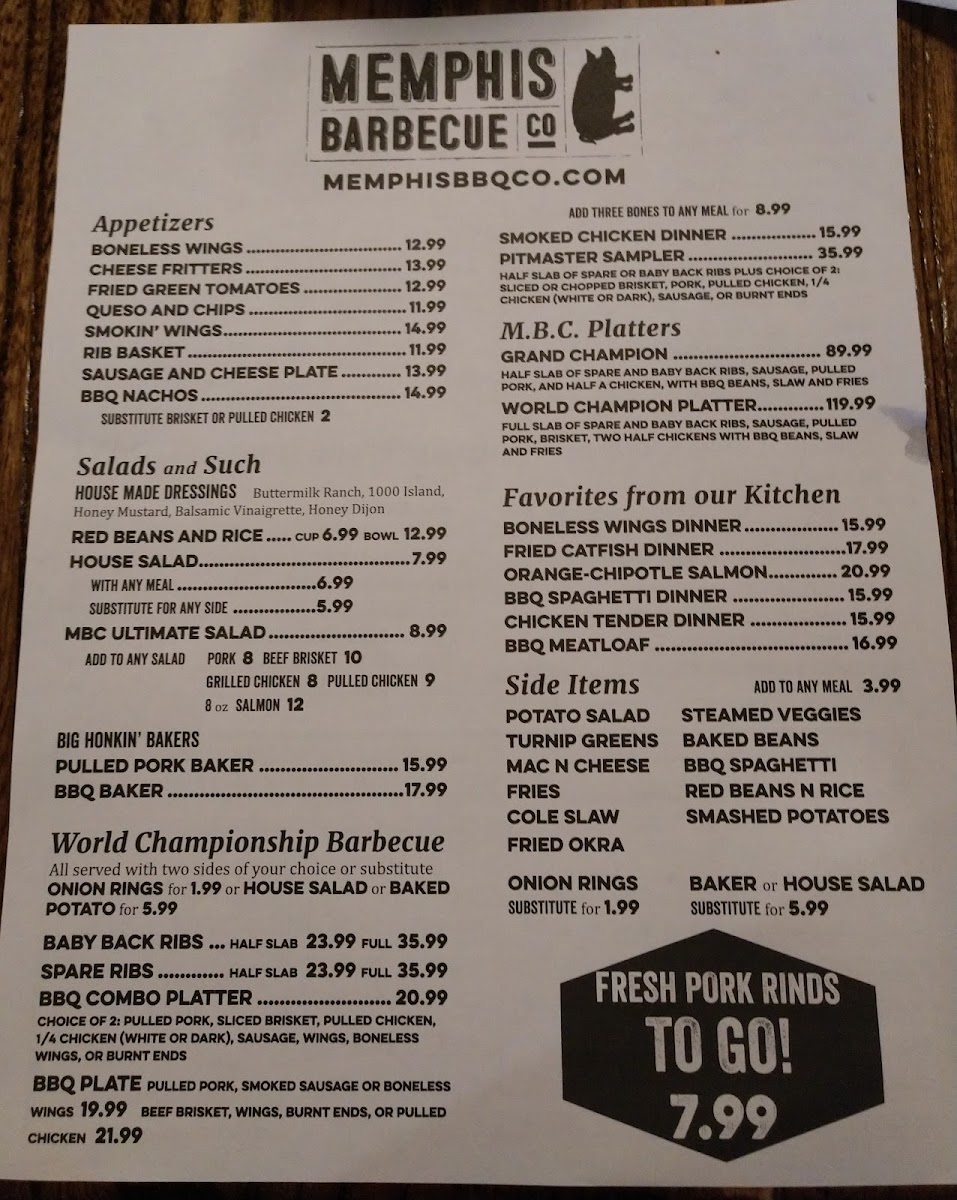 MEMPHIS
BARBECUE CO
MEMPHISBBQCO.COM
Appetizers
BONELESS WINGS ................................ 12.99
CHEESE FRITTERS ................................ 13.99
FRIED GREEN TOMATOES .................... 12.99
QUESO AND CHIPS ................................ 11.99
SMOKIN' WINGS..................................... 14.99
RIB BASKET ............................................ 11.99
SAUSAGE AND CHEESE PLATE ............ 13.99
BBQ NACHOS ........................................ 14.99
SUBSTITUTE BRISKET OR PULLED CHICKEN 2
Salads and Such
HOUSE MADE DRESSINGS Buttermilk Ranch, 1000 Island,
Honey Mustard, Balsamic Vinaigrette, Honey Dijon
RED BEANS AND RICE ..... CUP 6.99 BOWL 12.99
HOUSE SALAD...........................................7.99
WITH ANY MEAL ............................6.99
SUBSTITUTE FOR ANY SIDE .................5.99
MBC ULTIMATE SALAD........................... 8.99
ADD TO ANY SALAD PORK 8 BEEF BRISKET 10
GRILLED CHICKEN 8 PULLED CHICKEN 9
8 oz SALMON 12
BIG HONKIN' BAKERS
PULLED PORK BAKER ........................... 15.99
BBQ BAKER .............................................17.99
World Championship Barbecue
All served with two sides of your choice or substitute
ONION RINGS for 1.99 or HOUSE SALAD or BAKED
POTATO for 5.99
BABY BACK RIBS ... HALF SLAB 23.99 FULL 35.99
SPARE RIBS ............ HALF SLAB 23.99 FULL 35.99
BBQ COMBO PLATTER ......................... 20.99
CHOICE OF 2: PULLED PORK, SLICED BRISKET, PULLED CHICKEN,
1/4 CHICKEN (WHITE OR DARK), SAUSAGE, WINGS, BONELESS
WINGS, OR BURNT ENDS
BBQ PLATE PULLED PORK, SMOKED SAUSAGE OR BONELESS
WINGS 19.99 BEEF BRISKET, WINGS, BURNT ENDS, OR PULLED
CHICKEN 21.99
ADD THREE BONES TO ANY MEAL for 8.99
SMOKED CHICKEN DINNER ................. 15.99
PITMASTER SAMPLER ......................... 35.99
HALF SLAB OF SPARE OR BABY BACK RIBS PLUS CHOICE OF 2:
SLICED OR CHOPPED BRISKET, PORK, PULLED CHICKEN, 1/4
CHICKEN (WHITE OR DARK), SAUSAGE, OR BURNT ENDS
M.B.C. Platters
GRAND CHAMPION ............................. 89.99
HALF SLAB OF SPARE AND BABY BACK RIBS, SAUSAGE, PULLED
PORK, AND HALF A CHICKEN, WITH BBQ BEANS, SLAW AND FRIES
WORLD CHAMPION PLATTER.............119.99
FULL SLAB OF SPARE AND BABY BACK RIBS, SAUSAGE, PULLED
PORK, BRISKET, TWO HALF CHICKENS WITH BBQ BEANS, SLAW
AND FRIES
Favorites from our Kitchen
BONELESS WINGS DINNER................... 15.99
FRIED CATFISH DINNER .........................17.99
ORANGE-CHIPOTLE SALMON.............. 20.99
BBQ SPAGHETTI DINNER ..................... 15.99
CHICKEN TENDER DINNER ................... 15.99
BBQ MEATLOAF ....................................... 16.99
Side Items ADD TO ANY MEAL 3.99
POTATO SALAD STEAMED VEGGIES
TURNIP GREENS BAKED BEANS
MAC N CHEESE BBQ SPAGHETTI
FRIES RED BEANS N RICE
COLE SLAW SMASHED POTATOES
FRIED OKRA
ONION RINGS BAKER or HOUSE SALAD
SUBSTITUTE for 1.99 SUBSTITUTE for 5.99
FRESH PORK RINDS
TO GO!
7.99